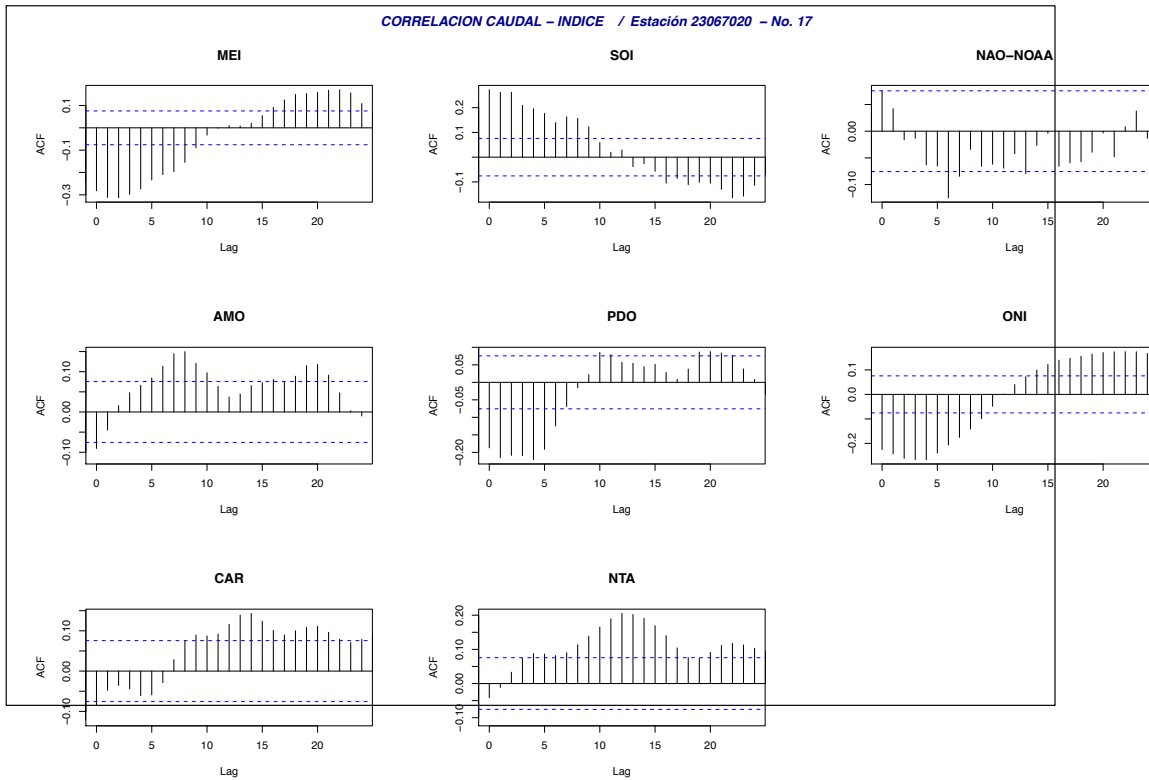 CORRELACION CAUDAL – INDICE / Estación 23067020 – No. 17
MEI
SOI
NAO–NOAA
ACF
−0.3
−0.1
0.1
0
5
10
15
20
Lag
ACF
−0.1
0.1
0.2
0
5
10
15
20
Lag
ACF
−0.10
0.00
0
5
10
15
20
Lag
AMO
PDO
ONI
ACF
−0.10
0.00
0.10
0
5
10
15
20
Lag
ACF
−0.20
−0.05
0.05
0
5
10
15
20
Lag
ACF
−0.2
0.0
0.1
0
5
10
15
20
Lag
CAR
NTA
ACF
−0.10
0.00
0.10
0
5
10
15
20
Lag
ACF
−0.10
0.00
0.10
0.20
0
5
10
15
20
Lag